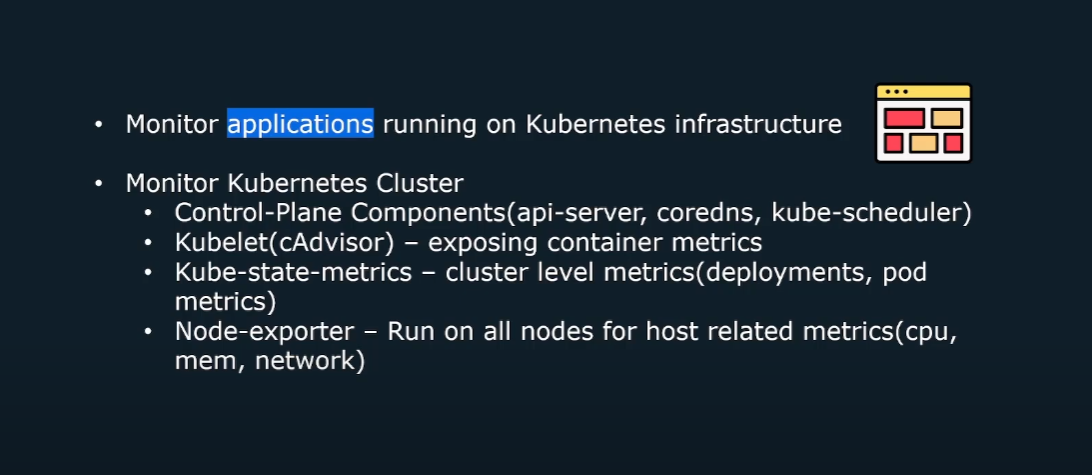 • Monitor applications running on Kubernetes infrastructure
• Monitor Kubernetes Cluster
• Control-Plane Components(api-server, coredns, kube-scheduler)
• Kubelet(cAdvisor) – exposing container metrics
• Kube-state-metrics – cluster level metrics(deployments, pod
metrics)
• Node-exporter – Run on all nodes for host related metrics(cpu,
mem, network)